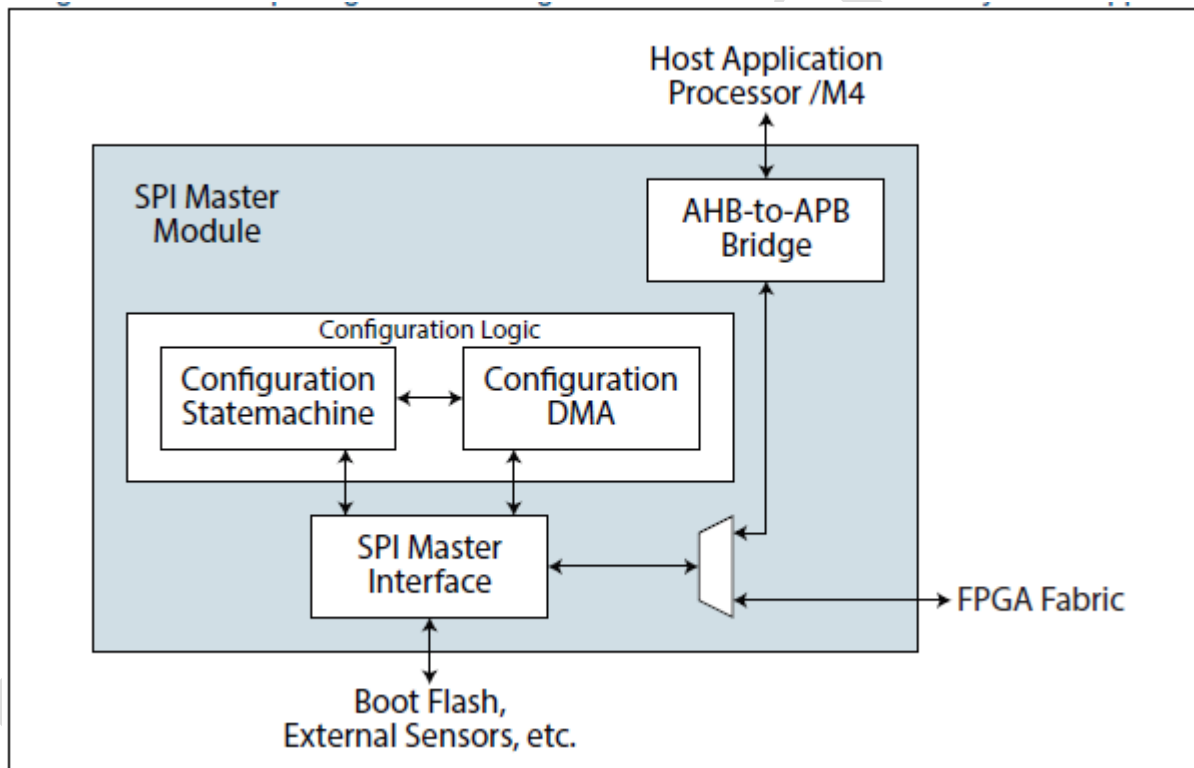 Host Application
Processor /M4
SPI Master
Module
AHB-to-APB
Bridge
Configuration Logic
Configuration
Statemachine
Configuration
DMA
SPI Master
Interface
FPGA Fabric
Boot Flash,
External Sensors, etc.